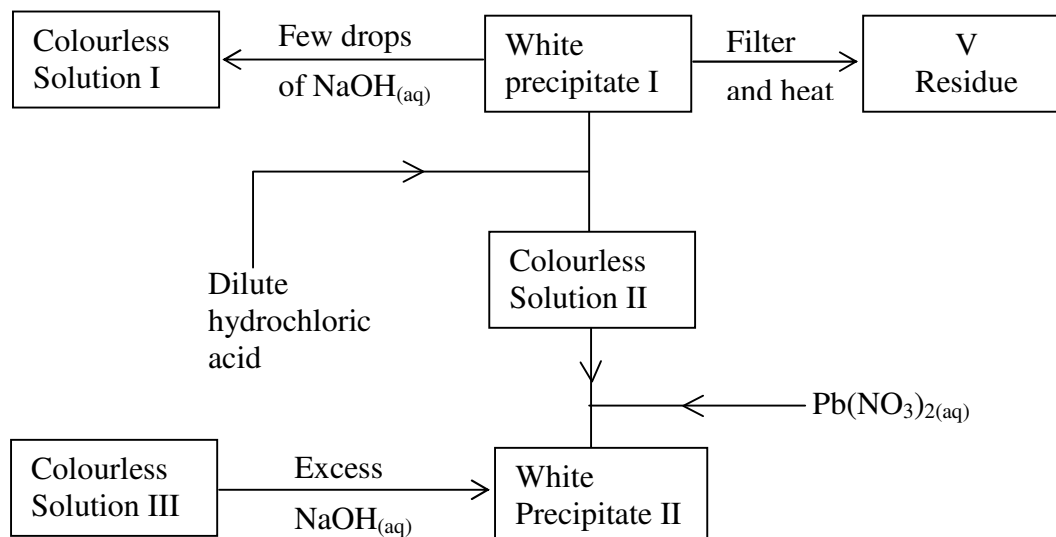 Colourless
Solution I
Few drops
of NaOH(aq)
White
precipitate I
Filter
and heat
V
Residue
Dilute
hydrochloric
acid
Colourless
Solution II
Pb(NO3)2(aq)
Colourless
Solution III
Excess
NaOH(aq)
White
Precipitate II